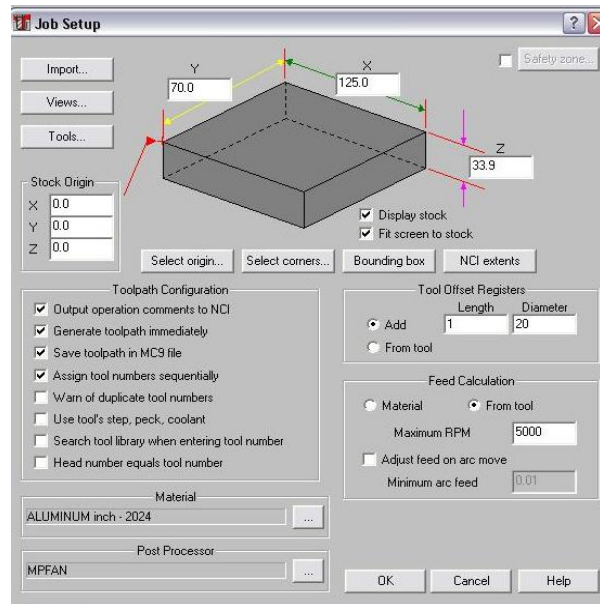 Job Setup
Import...
Views...
Tools...
Y
70.0
X
125.0
Safety zone...
Z
33.9
Stock Origin
X 0.0
Y 0.0
Z 0.0
Display stock
Fit screen to stock
Select origin... Select corners... Bounding box NCI extents
Toolpath Configuration
Output operation comments to NCI
Generate toolpath immediately
Save toolpath in MC9 file
Assign tool numbers sequentially
Warn of duplicate tool numbers
Use tool's step, peck, coolant
Search tool library when entering tool number
Head number equals tool number
Tool Offset Registers
Length Diameter
Add 1 20
From tool
Feed Calculation
Material From tool
Maximum RPM 5000
Adjust feed on arc move
Minimum arc feed 0.01
Material
ALUMINUM inch - 2024 ...
Post Processor
MPFAN ...
OK Cancel Help